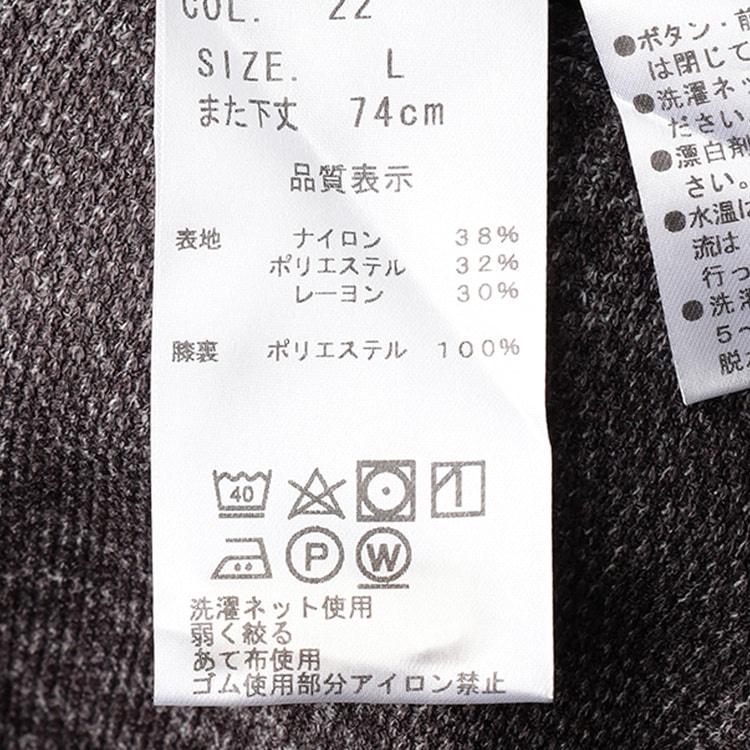 COL. 22
SIZE. L
また下丈 74cm
品質表示
表地 ナイロン 38%
ポリエステル 32%
レーヨン 30%
膝裏 ポリエステル 100%
40
P
W
洗濯ネット使用
弱く絞る
あて布使用
ゴム使用部分アイロン禁止
●ボタン・前
は閉じて
●洗濯ネッ
ださい
●漂白剤
さい。
●水温は
流は
行っ
●洗濯
5〜
脱水